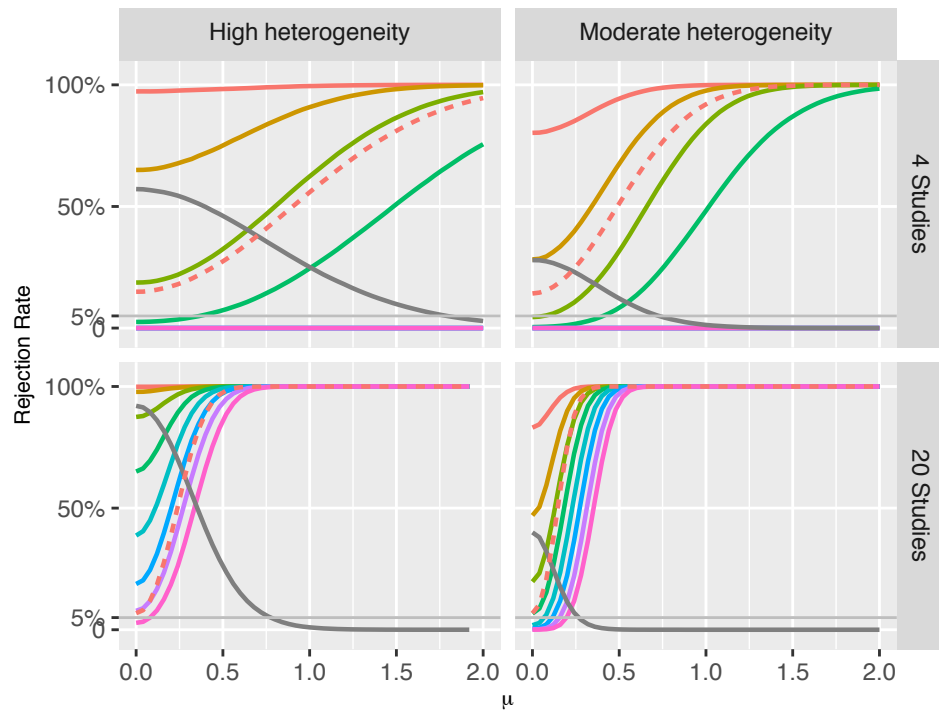 High heterogeneity
Moderate heterogeneity
100%
50%
5%
0
4 Studies
Rejection Rate
100%
50%
5%
0
20 Studies
0.0 0.5 1.0 1.5 2.0
0.0 0.5 1.0 1.5 2.0
μ